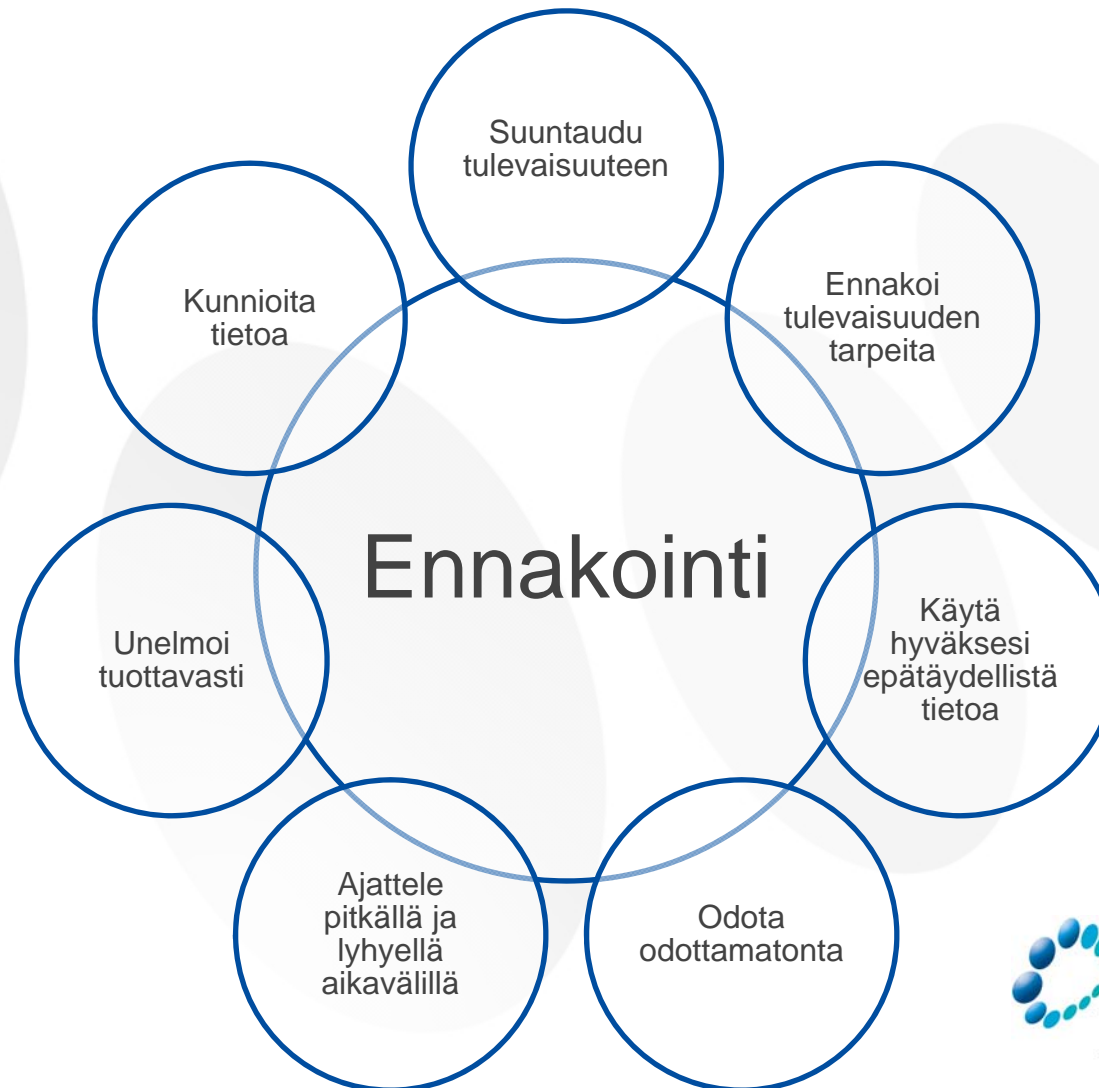 Suuntaudu
tulevaisuuteen
Ennakoi
tulevaisuuden
tarpeita
Käytä
hyväksesi
epätäydellistä
tietoa
Odota
odottamatonta
Ajattele
pitkällä ja
lyhyellä
aikavälillä
Unelmoi
tuottavasti
Kunnioita
tietoa
Ennakointi